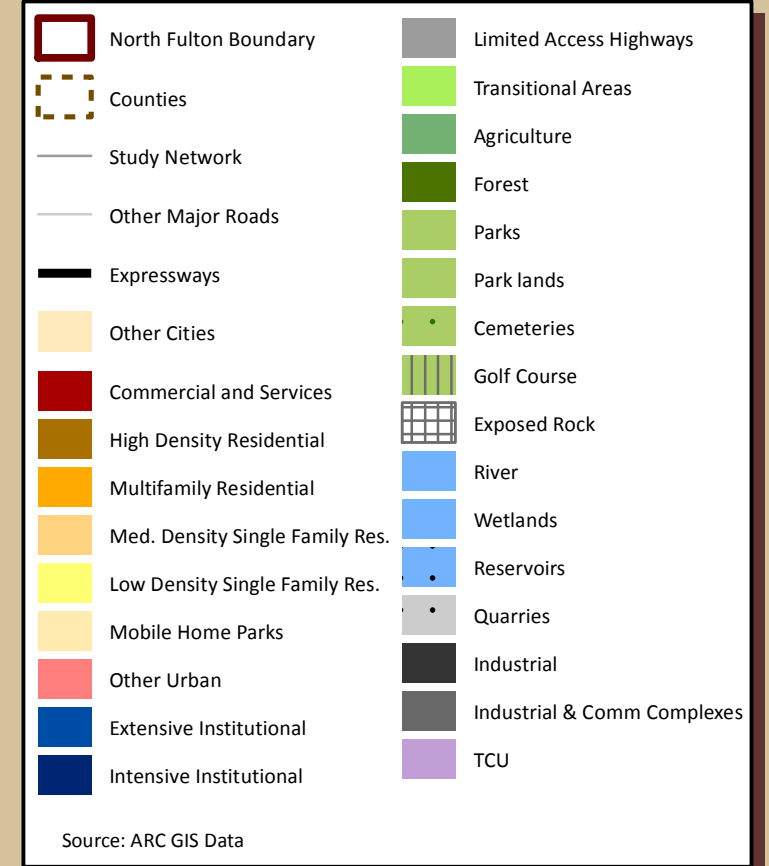 North Fulton Boundary
Counties
Study Network
Other Major Roads
Expressways
Other Cities
Commercial and Services
High Density Residential
Multifamily Residential
Med. Density Single Family Res.
Low Density Single Family Res.
Mobile Home Parks
Other Urban
Extensive Institutional
Intensive Institutional
Limited Access Highways
Transitional Areas
Agriculture
Forest
Parks
Park lands
Cemeteries
Golf Course
Exposed Rock
River
Wetlands
Reservoirs
Quarries
Industrial
Industrial & Comm Complexes
TCU
Source: ARC GIS Data